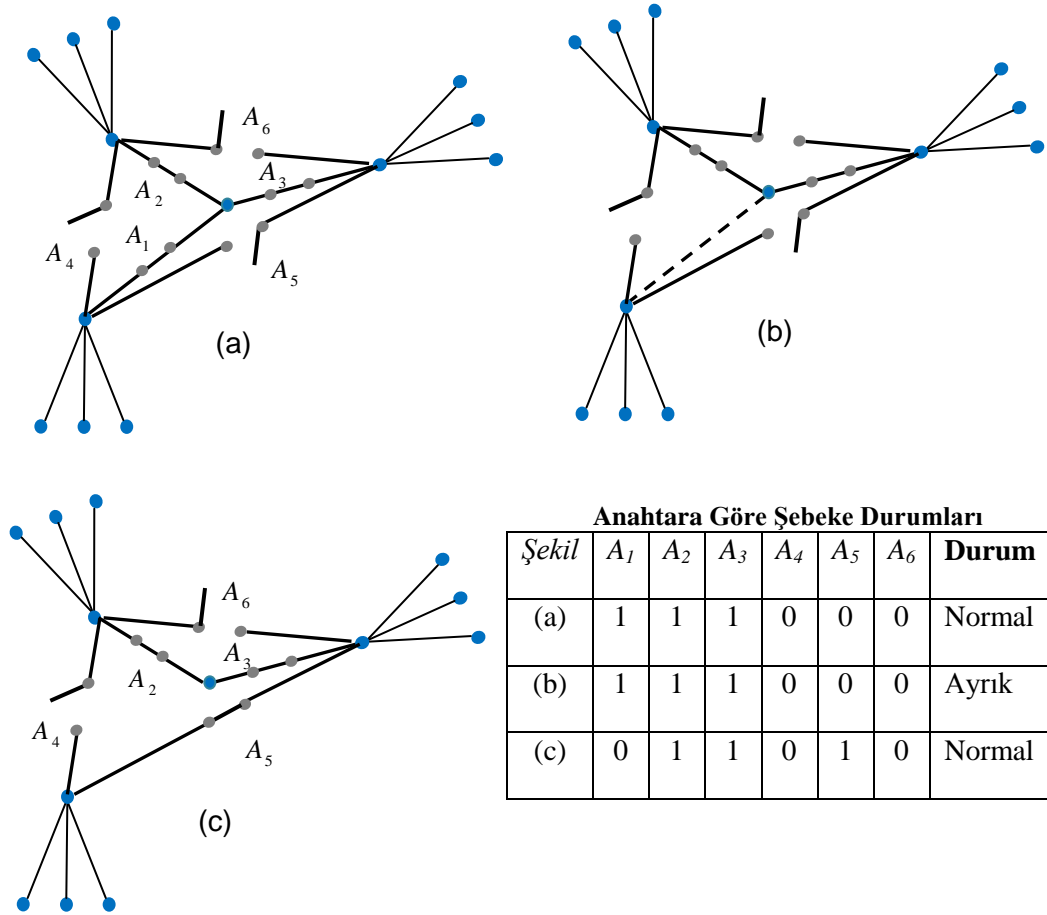 A6
A3
A2
A1
A4
A5
(a)
(b)
A6
A3
A2
A4
A5
(c)
Anahtara Göre Şebeke Durumları
Şekil A1 A2 A3 A4 A5 A6 Durum
(a) 1 1 1 0 0 0 Normal
(b) 1 1 1 0 0 0 Ayrık
(c) 0 1 1 0 1 0 Normal